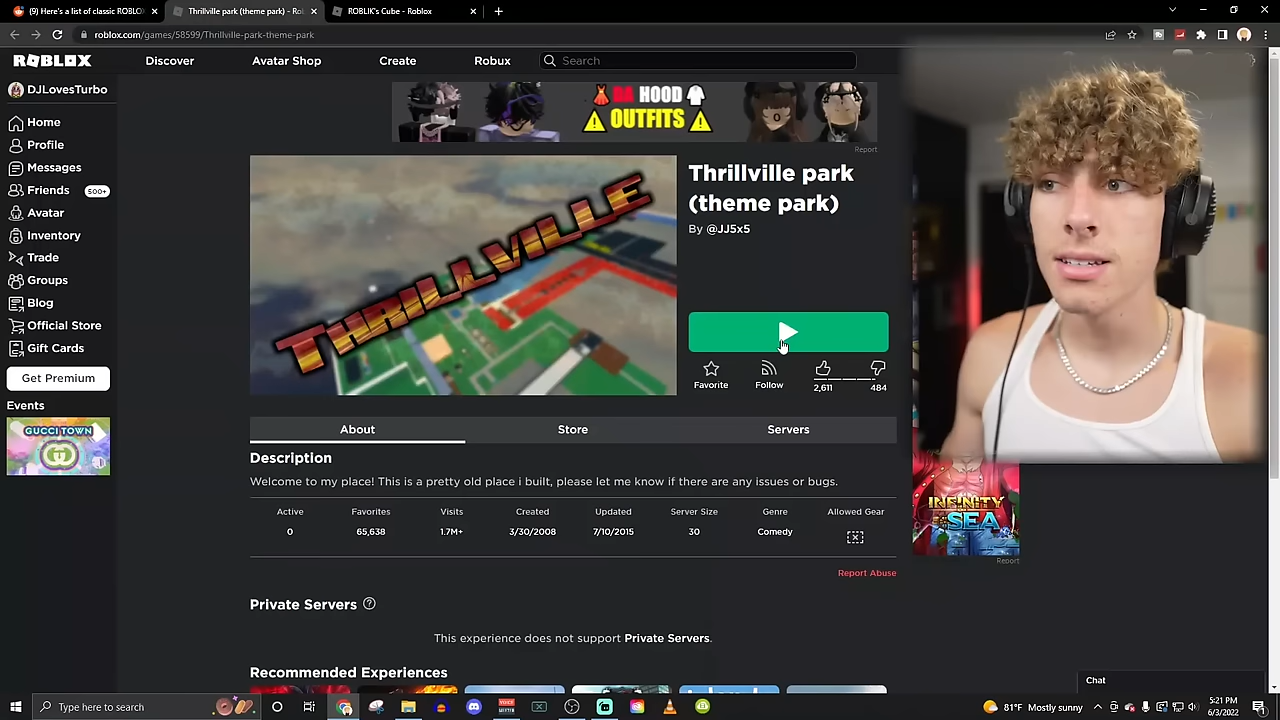 (9) Here's a list of classic ROBLO
Thrillville park (theme park) - Rob
ROBLIK's Cube - Roblox
roblox.com/games/58599/Thrillville-park-theme-park
ROBLOX
Discover
Avatar Shop
Create
Robux
Search
DJLovesTurbo
Home
Profile
Messages
Friends 500+
Avatar
Inventory
Trade
Groups
Blog
Official Store
Gift Cards
Get Premium
Events
GUCCI TOWN
DA HOOD
OUTFITS
Report
THRILLVILLE
Thrillville park
(theme park)
By @JJ5x5
Favorite
Follow
2,611
484
About
Store
Servers
Description
Welcome to my place! This is a pretty old place i built, please let me know if there are any issues or bugs.
Active Favorites Visits Created Updated Server Size Genre Allowed Gear
0 65,638 1.7M+ 3/30/2008 7/10/2015 30 Comedy
Report Abuse
INFINITY
SEA
Report
Private Servers
This experience does not support Private Servers.
Recommended Experiences
Chat
Type here to search
81°F Mostly sunny
5:21 PM
6/3/2022